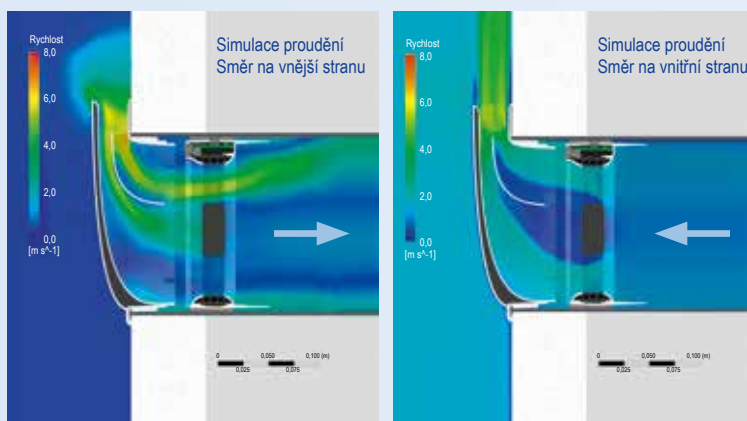 Rychlost
8,0
6,0
4,0
2,0
0,0
[m s^-1]
Simulace proudění
Směr na vnější stranu
0
0,050
0,100 (m)
0,025
0,075
Rychlost
8,0
6,0
4,0
2,0
0,0
[m s^-1]
Simulace proudění
Směr na vnitřní stranu
0
0,050
0,100 (m)
0,025
0,075